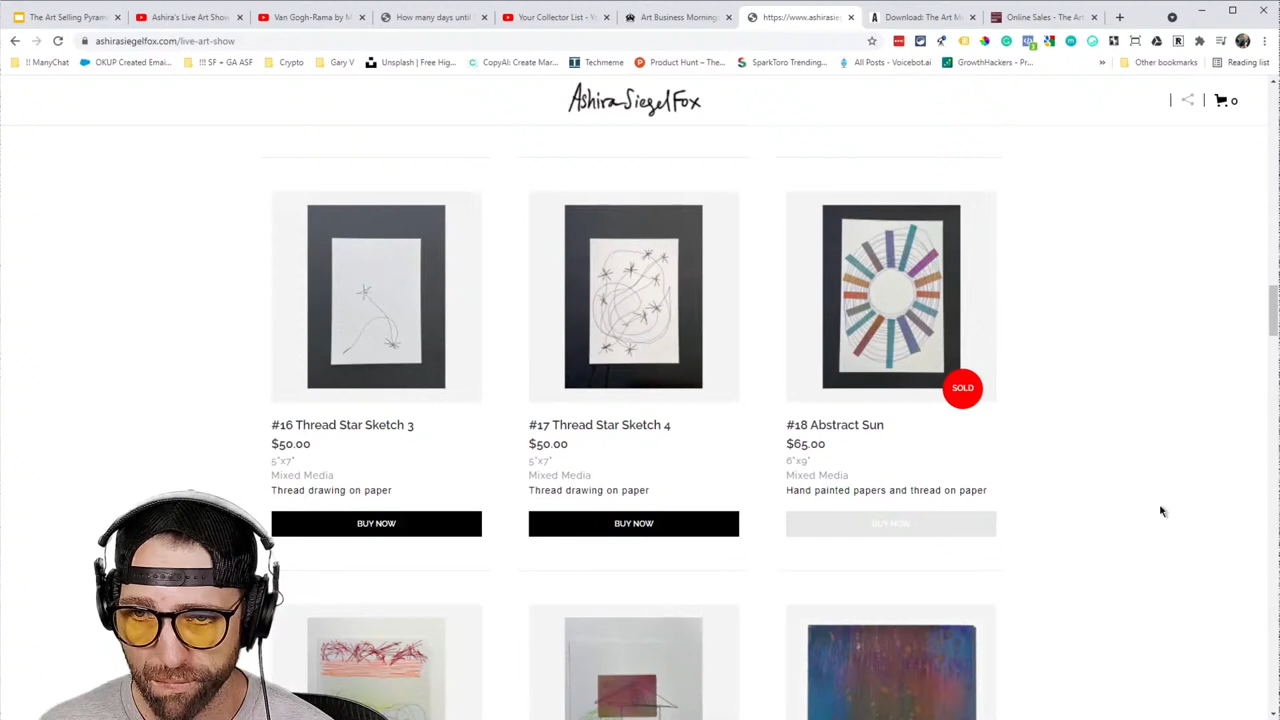 The Art Selling Pyram
Ashira's Live Art Show
Van Gogh-Rama by M
How many days until
Your Collector List - Yo
Art Business Morning:
https://www.ashirasie
Download: The Art M
Online Sales - The Art
ashirasiegelfox.com/live-art-show
!! ManyChat
OKUP Created Email...
!!! SF + GA ASF
Crypto
Gary V
Unsplash | Free Hig...
CopyAI: Create Mar...
Techmeme
Product Hunt – The...
SparkToro Trending...
All Posts - Voicebot.ai
GrowthHackers - Pr...
Other bookmarks
Reading list
AshiraSiegelFox
0
SOLD
#16 Thread Star Sketch 3
$50.00
5"x7"
Mixed Media
Thread drawing on paper
BUY NOW
#17 Thread Star Sketch 4
$50.00
5"x7"
Mixed Media
Thread drawing on paper
BUY NOW
#18 Abstract Sun
$65.00
6"x9"
Mixed Media
Hand painted papers and thread on paper
BUY NOW